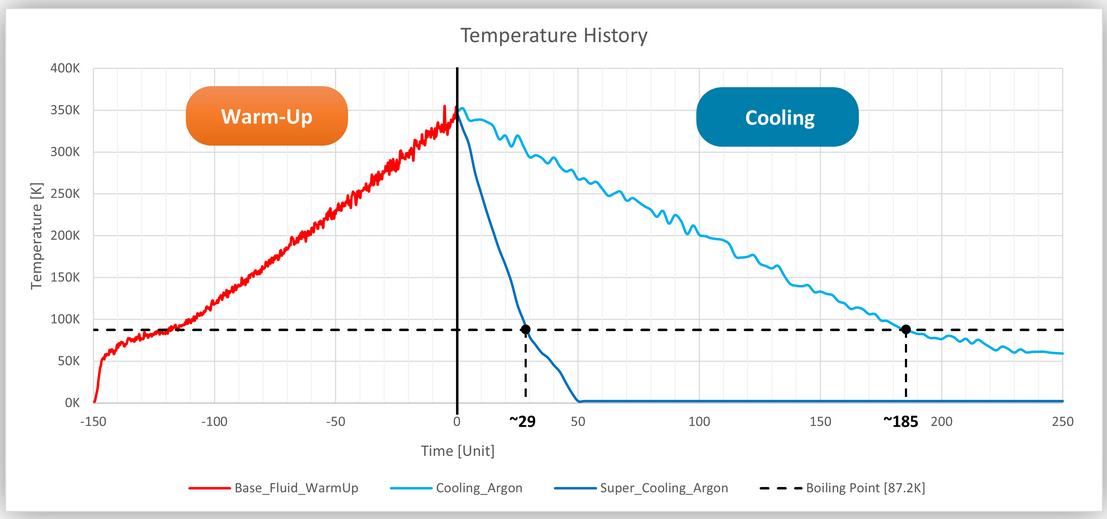 Temperature History
400K
350K
300K
250K
200K
150K
100K
50K
0K
Temperature [K]
Warm-Up
Cooling
-150
-100
-50
0
~29
50
100
150
~185
200
250
Time [Unit]
Base_Fluid_WarmUp
Cooling_Argon
Super_Cooling_Argon
Boiling Point [87.2K]